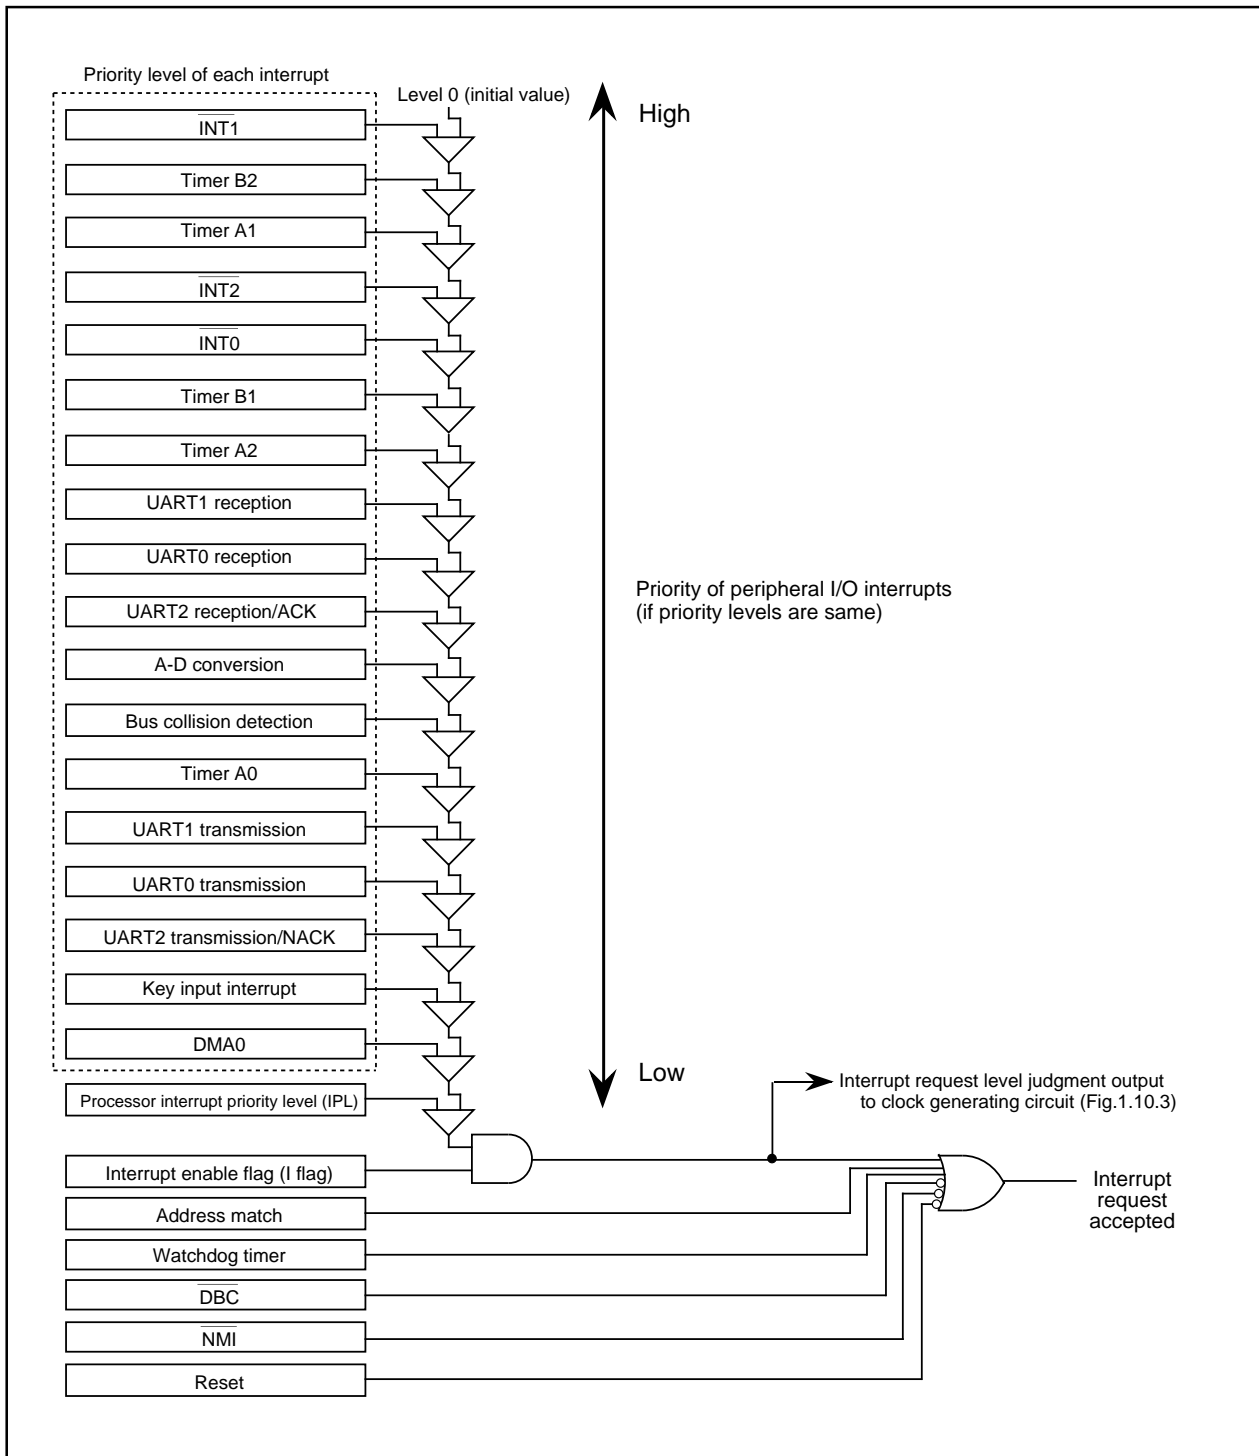 Priority level of each interrupt
Level 0 (initial value)
High
INT1
Timer B2
Timer A1
INT2
INT0
Timer B1
Timer A2
UART1 reception
UART0 reception
Priority of peripheral I/O interrupts
(if priority levels are same)
UART2 reception/ACK
A-D conversion
Bus collision detection
Timer A0
UART1 transmission
UART0 transmission
UART2 transmission/NACK
Key input interrupt
DMA0
Low
Processor interrupt priority level (IPL)
Interrupt request level judgment output
to clock generating circuit (Fig.1.10.3)
Interrupt enable flag (I flag)
Interrupt
request
accepted
Address match
Watchdog timer
DBC
NMI
Reset